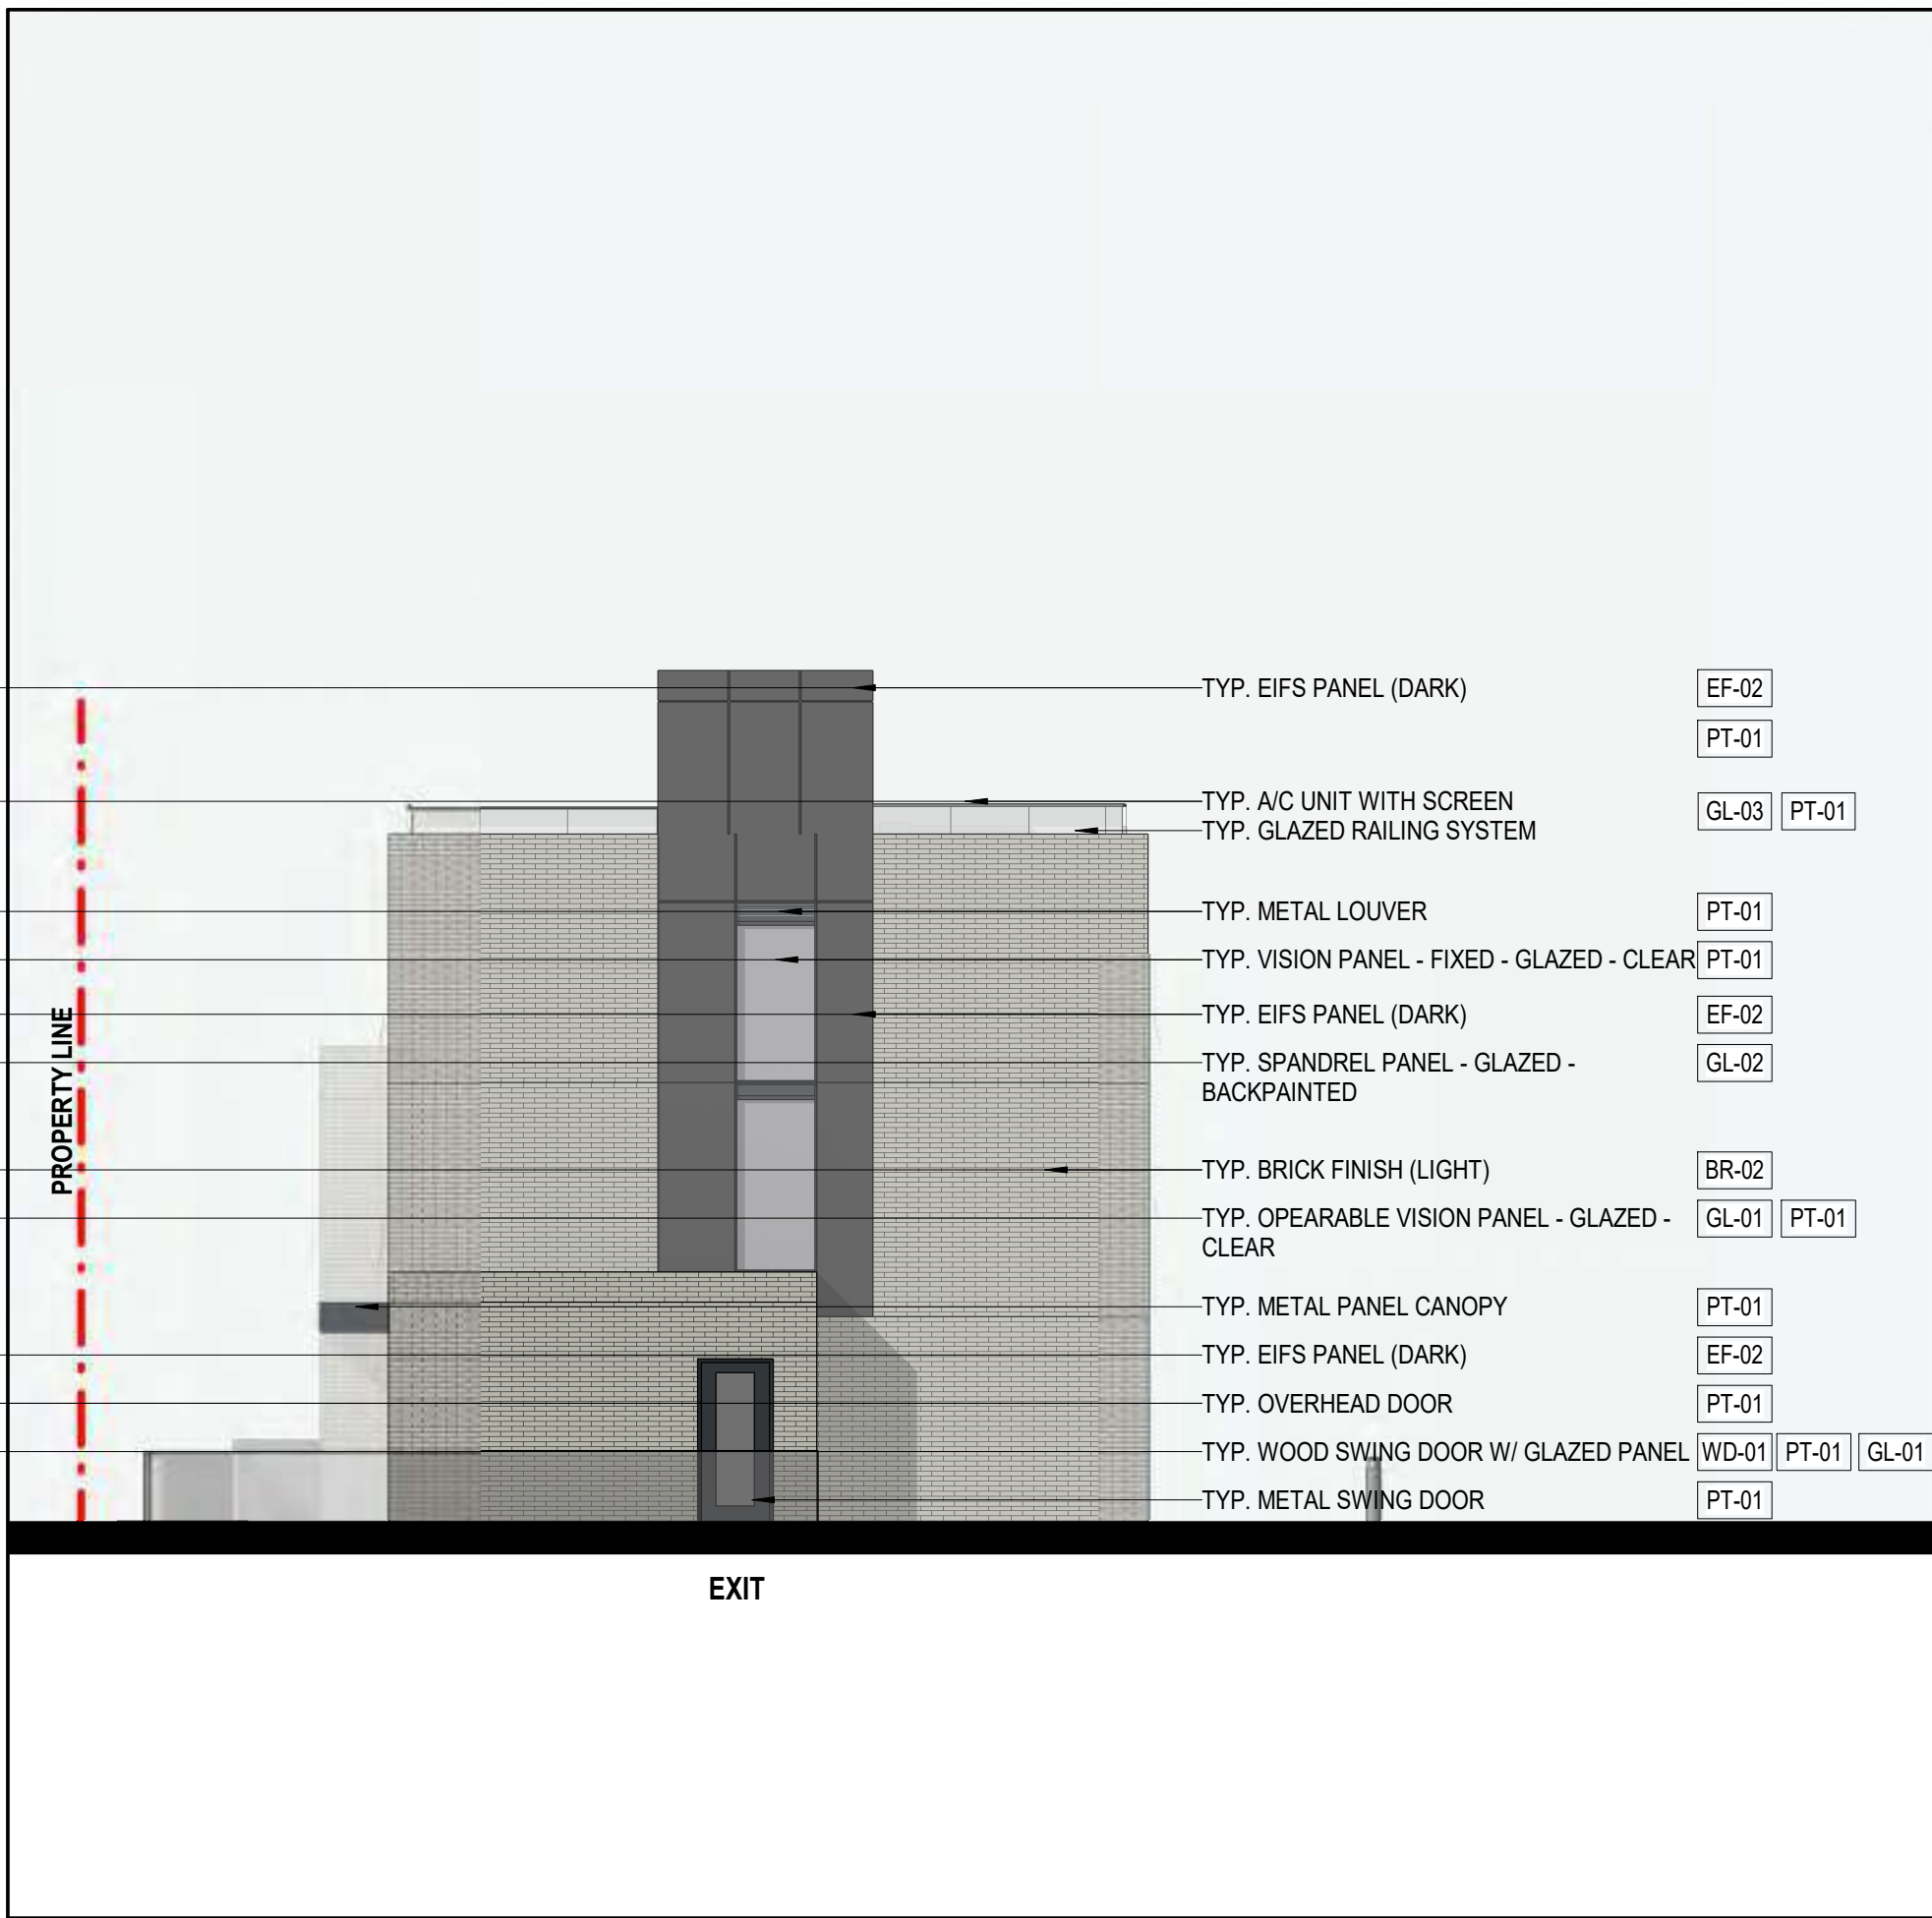 TYP. EIFS PANEL (DARK) EF-02
PT-01
TYP. A/C UNIT WITH SCREEN
GL-03 PT-01
TYP. GLAZED RAILING SYSTEM
TYP. METAL LOUVER PT-01
TYP. VISION PANEL - FIXED - GLAZED - CLEAR PT-01
TYP. EIFS PANEL (DARK) EF-02
TYP. SPANDREL PANEL - GLAZED - GL-02
BACKPAINTED
PROPERTY LINE
TYP. BRICK FINISH (LIGHT) BR-02
TYP. OPEARABLE VISION PANEL - GLAZED - GL-01 PT-01
CLEAR
TYP. METAL PANEL CANOPY PT-01
TYP. EIFS PANEL (DARK) EF-02
TYP. OVERHEAD DOOR PT-01
TYP. WOOD SWING DOOR W/ GLAZED PANEL WD-01 PT-01 GL-01
TYP. METAL SWING DOOR PT-01
EXIT